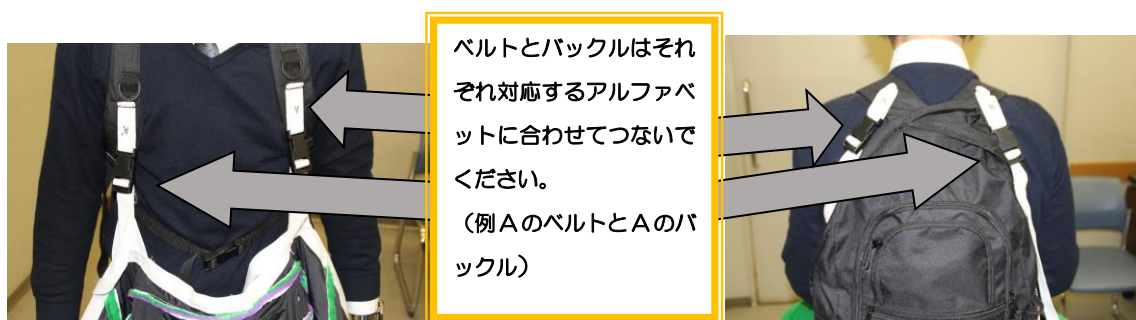 ベルトとバックルはそれ
ぞれ対応するアルファベ
ットに合わせてつないで
ください。
（例ＡのベルトとＡのバ
ックル）